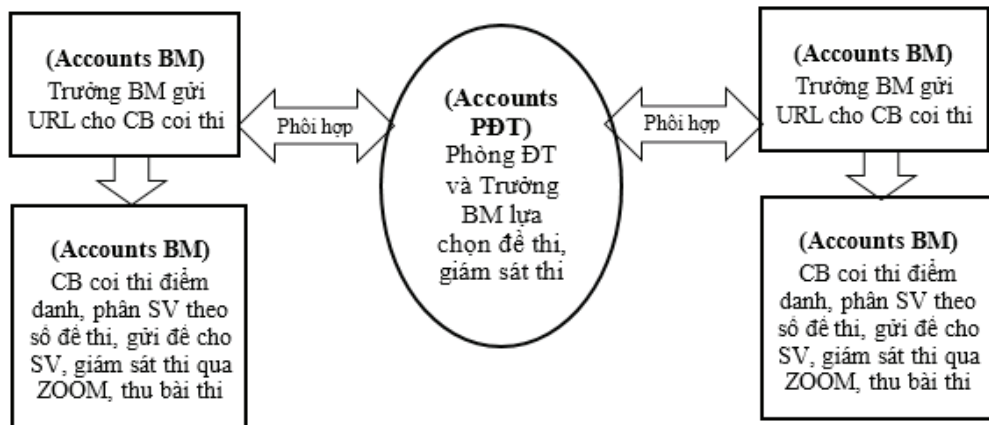 (Accounts BM)
Trưởng BM gửi
URL cho CB coi thi
Phối hợp
(Accounts
PĐT)
Phòng ĐT
và Trưởng
BM lựa
chọn đề thi,
giám sát thi
Phối hợp
(Accounts BM)
Trưởng BM gửi
URL cho CB coi thi
(Accounts BM)
CB coi thi điểm
danh, phân SV theo
số đề thi, gửi đề cho
SV, giám sát thi qua
ZOOM, thu bài thi
(Accounts BM)
CB coi thi điểm
danh, phân SV theo
số đề thi, gửi đề cho
SV, giám sát thi qua
ZOOM, thu bài thi